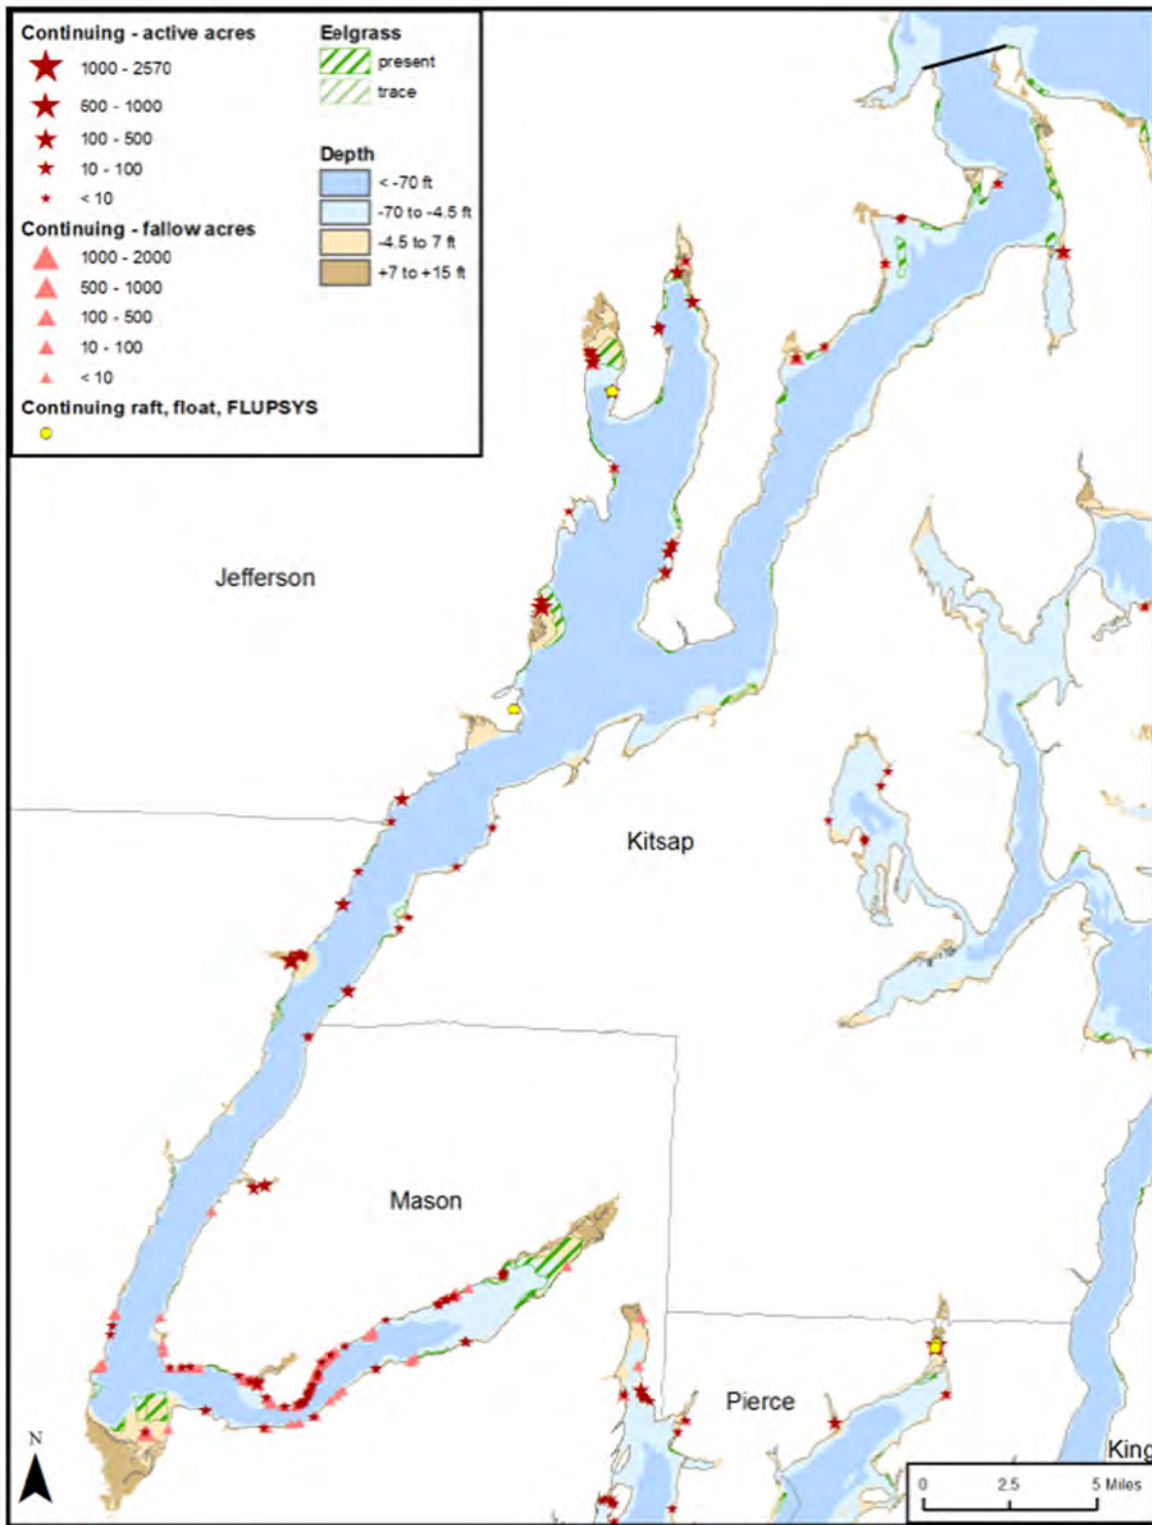 Continuing - active acres
1000 - 2570
500 - 1000
100 - 500
10 - 100
< 10
Continuing - fallow acres
1000 - 2000
500 - 1000
100 - 500
10 - 100
< 10
Continuing raft, float, FLUPSYS
Eelgrass
present
trace
Depth
< -70 ft
-70 to -4.5 ft
-4.5 to 7 ft
+7 to +15 ft
Jefferson
Kitsap
Mason
Pierce
King
N
0 2.5 5 Miles